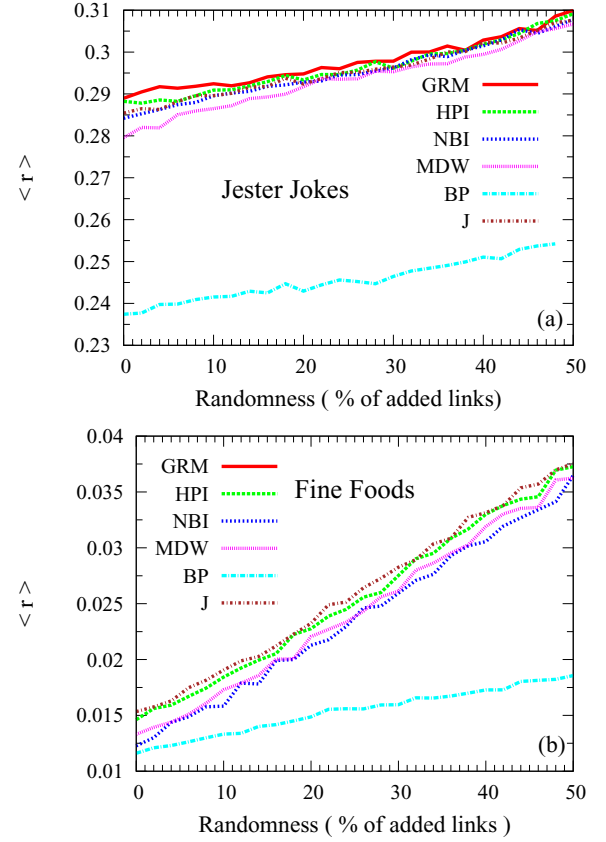 0.31
0.3
0.29
0.28
0.27
0.26
0.25
0.24
0.23
< r >
GRM
HPI
NBI
MDW
BP
J
Jester Jokes
(a)
0 10 20 30 40 50
Randomness ( % of added links)
0.04
0.035
0.03
0.025
0.02
0.015
0.01
< r >
GRM
HPI
NBI
MDW
BP
J
Fine Foods
(b)
0 10 20 30 40 50
Randomness ( % of added links )